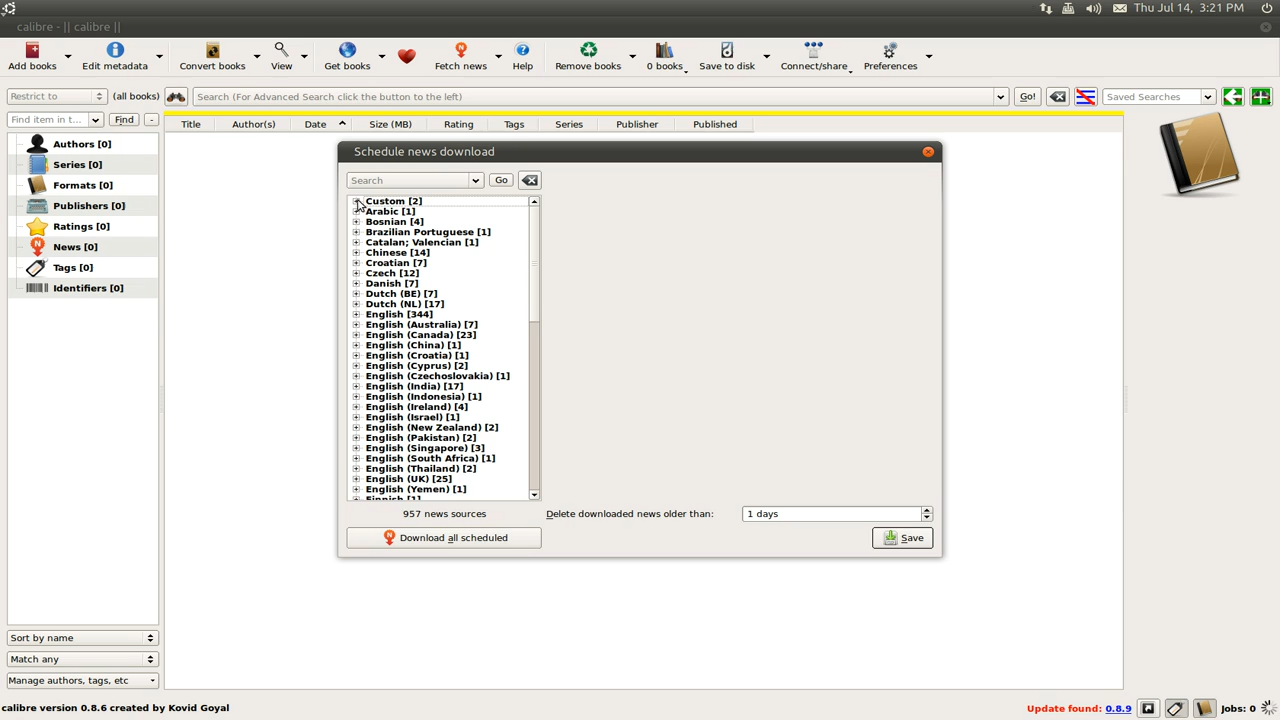 Thu Jul 14, 3:21 PM
calibre - || calibre ||
Add books
Edit metadata
Convert books
View
Get books
Fetch news
Help
Remove books
0 books
Save to disk
Connect/share
Preferences
Restrict to
(all books)
Search (For Advanced Search click the button to the left)
Go!
Saved Searches
Find item in t...
Find
-
Title
Author(s)
Date
Size (MB)
Rating
Tags
Series
Publisher
Published
Authors [0]
Series [0]
Formats [0]
Publishers [0]
Ratings [0]
News [0]
Tags [0]
Identifiers [0]
Schedule news download
Search
Go
Custom [2]
Arabic [1]
Bosnian [4]
Brazilian Portuguese [1]
Catalan; Valencian [1]
Chinese [14]
Croatian [7]
Czech [12]
Danish [7]
Dutch (BE) [7]
Dutch (NL) [17]
English [344]
English (Australia) [7]
English (Canada) [23]
English (China) [1]
English (Croatia) [1]
English (Cyprus) [2]
English (Czechoslovakia) [1]
English (India) [17]
English (Indonesia) [1]
English (Ireland) [4]
English (Israel) [1]
English (New Zealand) [2]
English (Pakistan) [2]
English (Singapore) [3]
English (South Africa) [1]
English (Thailand) [2]
English (UK) [25]
English (Yemen) [1]
Finnish [1]
957 news sources
Delete downloaded news older than:
1 days
Download all scheduled
Save
Sort by name
Match any
Manage authors, tags, etc
calibre version 0.8.6 created by Kovid Goyal
Update found: 0.8.9
Jobs: 0